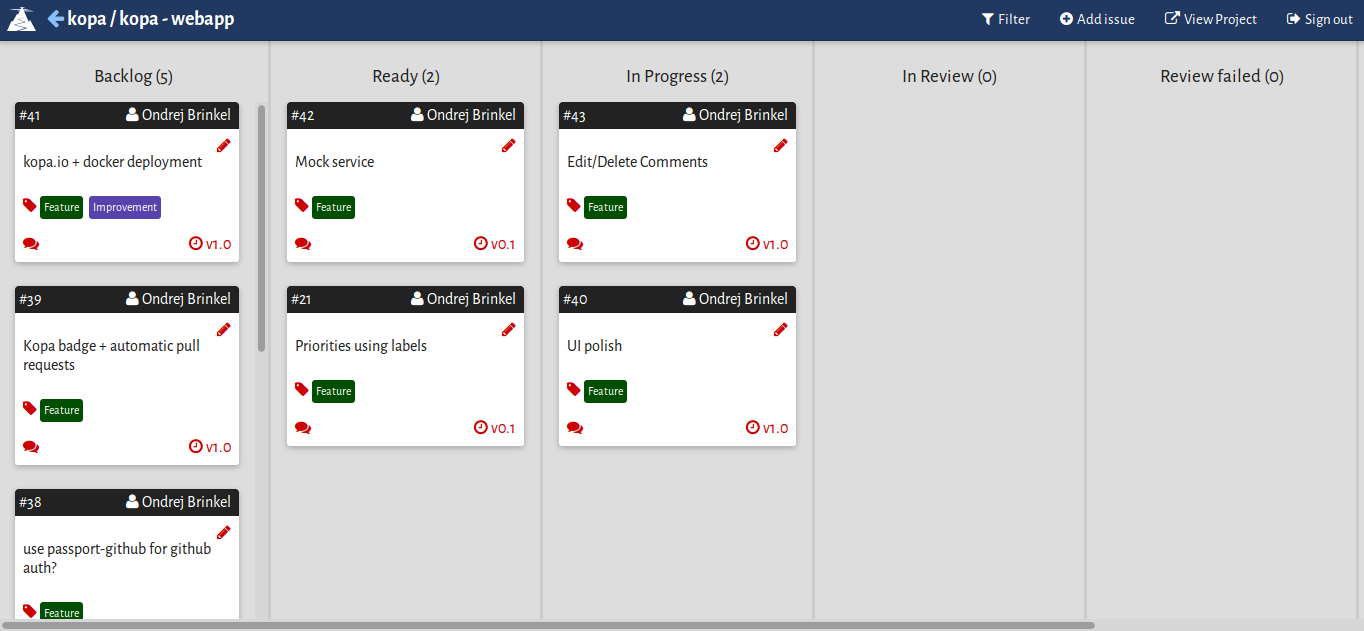 kopa / kopa - webapp
Filter
Add issue
View Project
Sign out
Backlog (5)
#41 Ondrej Brinkel
kopa.io + docker deployment
Feature Improvement
v1.0
#39 Ondrej Brinkel
Kopa badge + automatic pull
requests
Feature
v1.0
#38 Ondrej Brinkel
use passport-github for github
auth?
Feature
Ready (2)
#42 Ondrej Brinkel
Mock service
Feature
v0.1
#21 Ondrej Brinkel
Priorities using labels
Feature
v0.1
In Progress (2)
#43 Ondrej Brinkel
Edit/Delete Comments
Feature
v1.0
#40 Ondrej Brinkel
UI polish
Feature
v1.0
In Review (0)
Review failed (0)